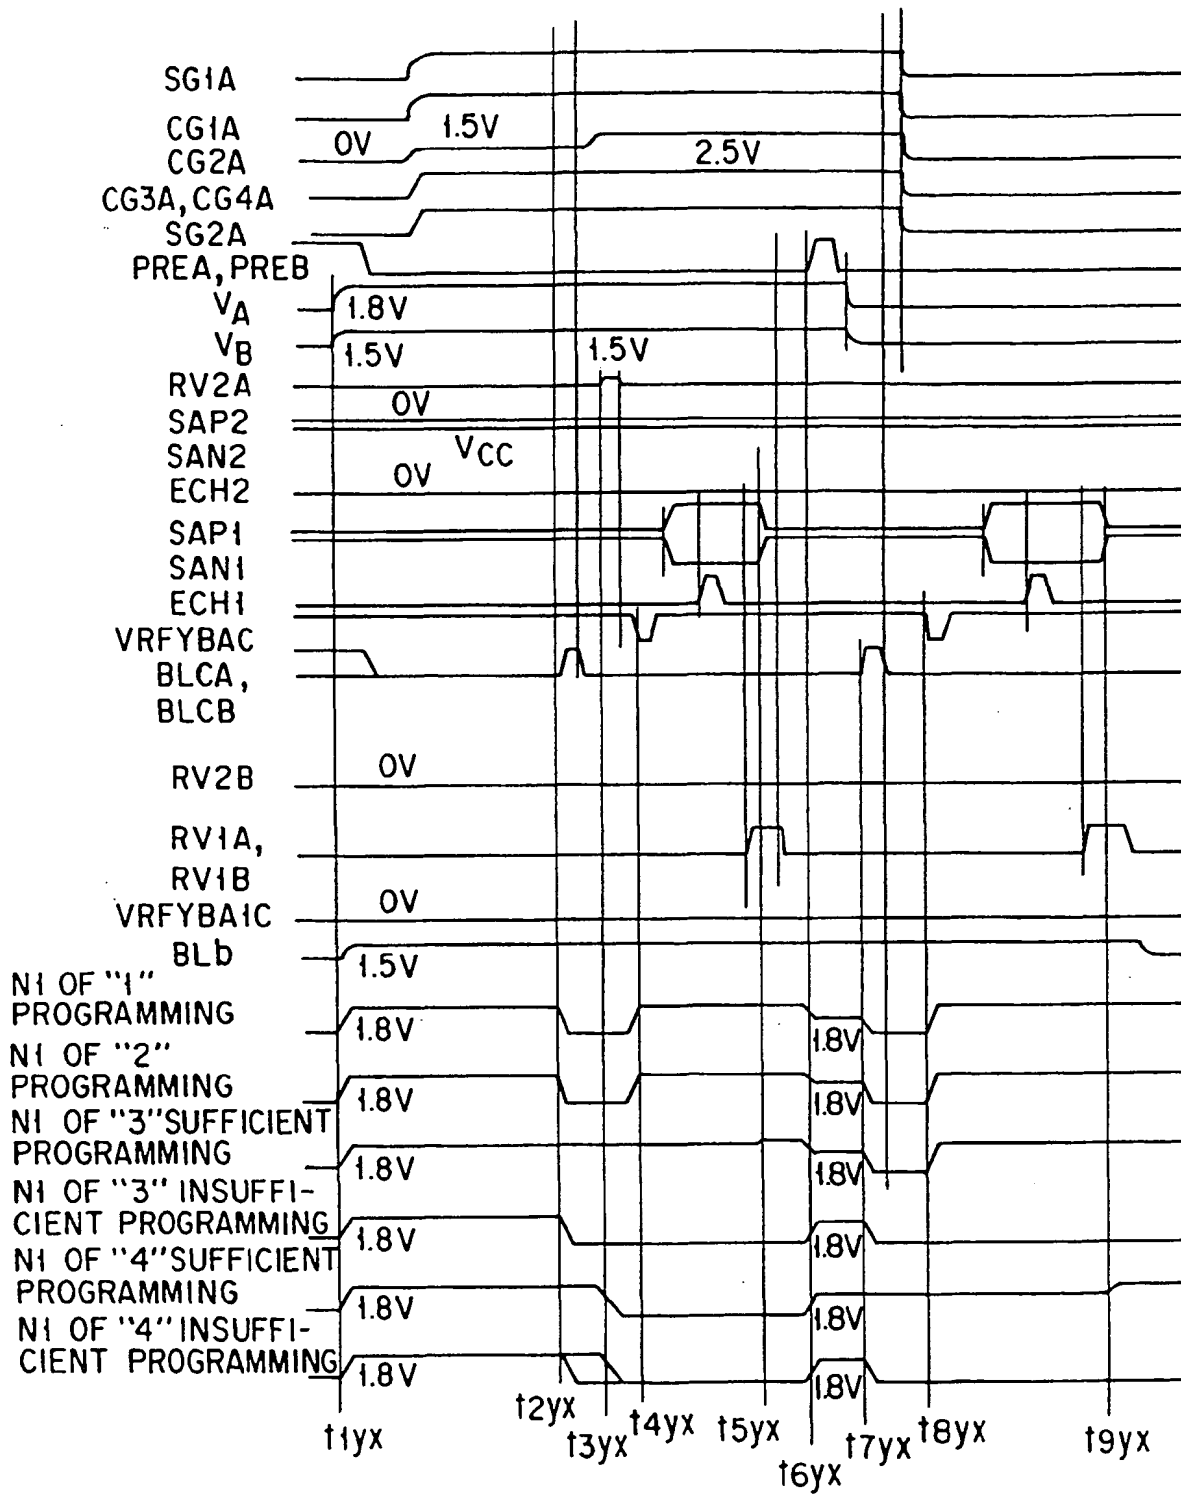 SG1A
CG1A
0V
1.5V
CG2A
2.5V
CG3A,CG4A
SG2A
PREA,PREB
VA
1.8V
VB
1.5V
1.5V
RV2A
0V
SAP2
SAN2
VCC
0V
ECH2
SAP1
SAN1
ECH1
VRFYBAC
BLCA,
BLCB
0V
RV2B
RV1A,
RV1B
0V
VRFYBA1C
BLb
1.5V
N1 OF "1"
PROGRAMMING
1.8V
1.8V
N1 OF "2"
PROGRAMMING
1.8V
1.8V
N1 OF "3" SUFFICIENT
PROGRAMMING
1.8V
1.8V
N1 OF "3" INSUFFI-
CIENT PROGRAMMING
1.8V
1.8V
N1 OF "4" SUFFICIENT
PROGRAMMING
1.8V
1.8V
N1 OF "4" INSUFFI-
CIENT PROGRAMMING
1.8V
1.8V
t1yx
t2yx
t3yx
t4yx
t5yx
t6yx
t7yx
t8yx
t9yx